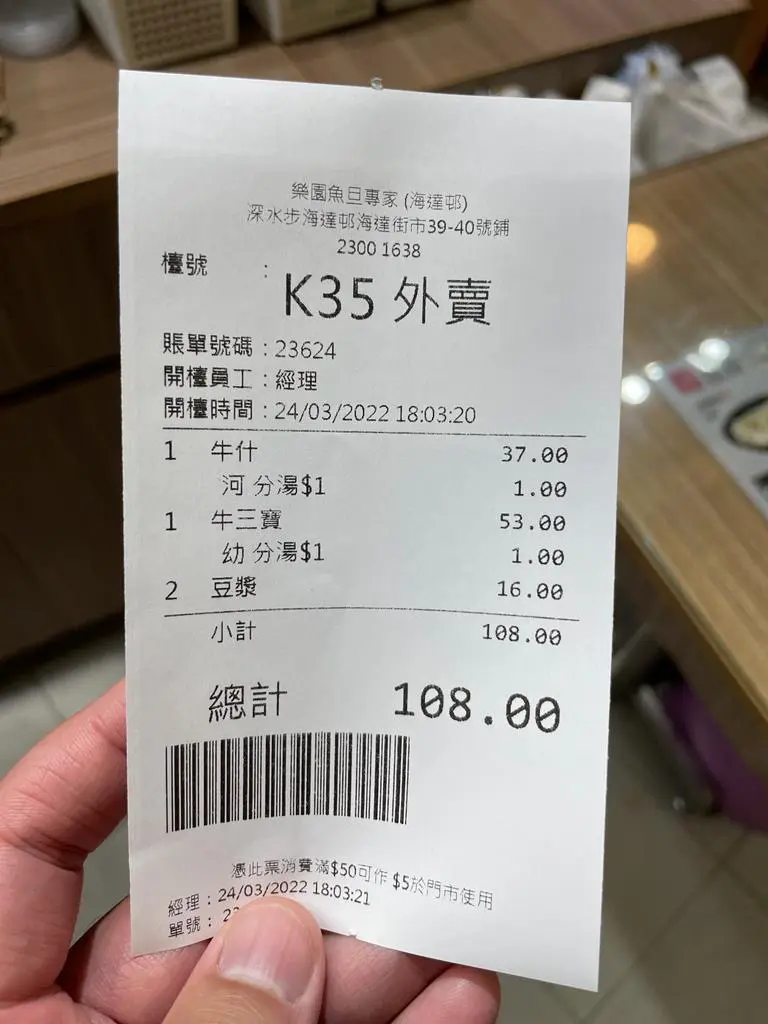 樂園魚旦專家 (海達邨)
深水步海達邨海達街市39-40號鋪
2300 1638
檯號 :
K35 外賣
賬單號碼 : 23624
開檯員工 : 經理
開檯時間 : 24/03/2022 18:03:20
1 牛什 37.00
河 分湯$1 1.00
1 牛三寶 53.00
幼 分湯$1 1.00
2 豆漿 16.00
小計 108.00
總計 108.00
憑此票消費滿$50可作 $5於門市使用
經理 : 24/03/2022 18:03:21
單號 :